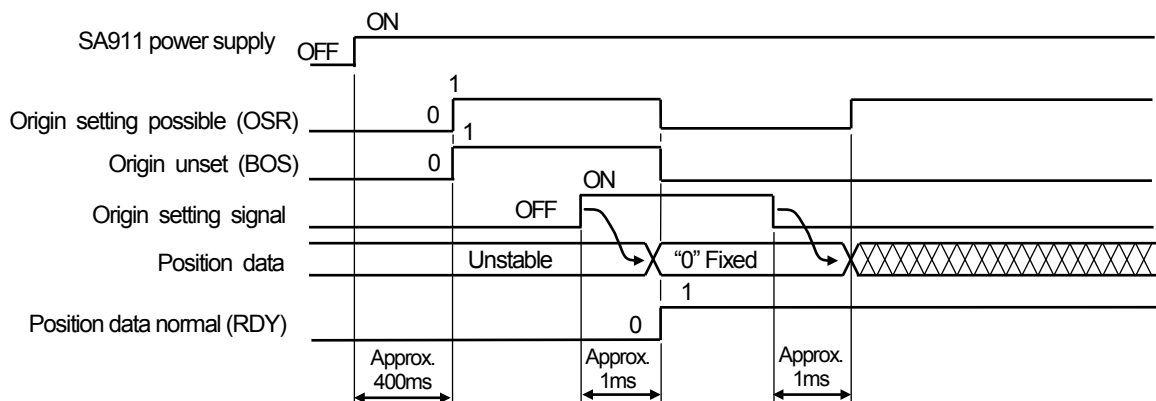 ON
SA911 power supply
OFF
1
Origin setting possible (OSR)
0
1
Origin unset (BOS)
0
ON
Origin setting signal
OFF
Position data
Unstable
“0” Fixed
1
Position data normal (RDY)
0
Approx.
400ms
Approx.
1ms
Approx.
1ms